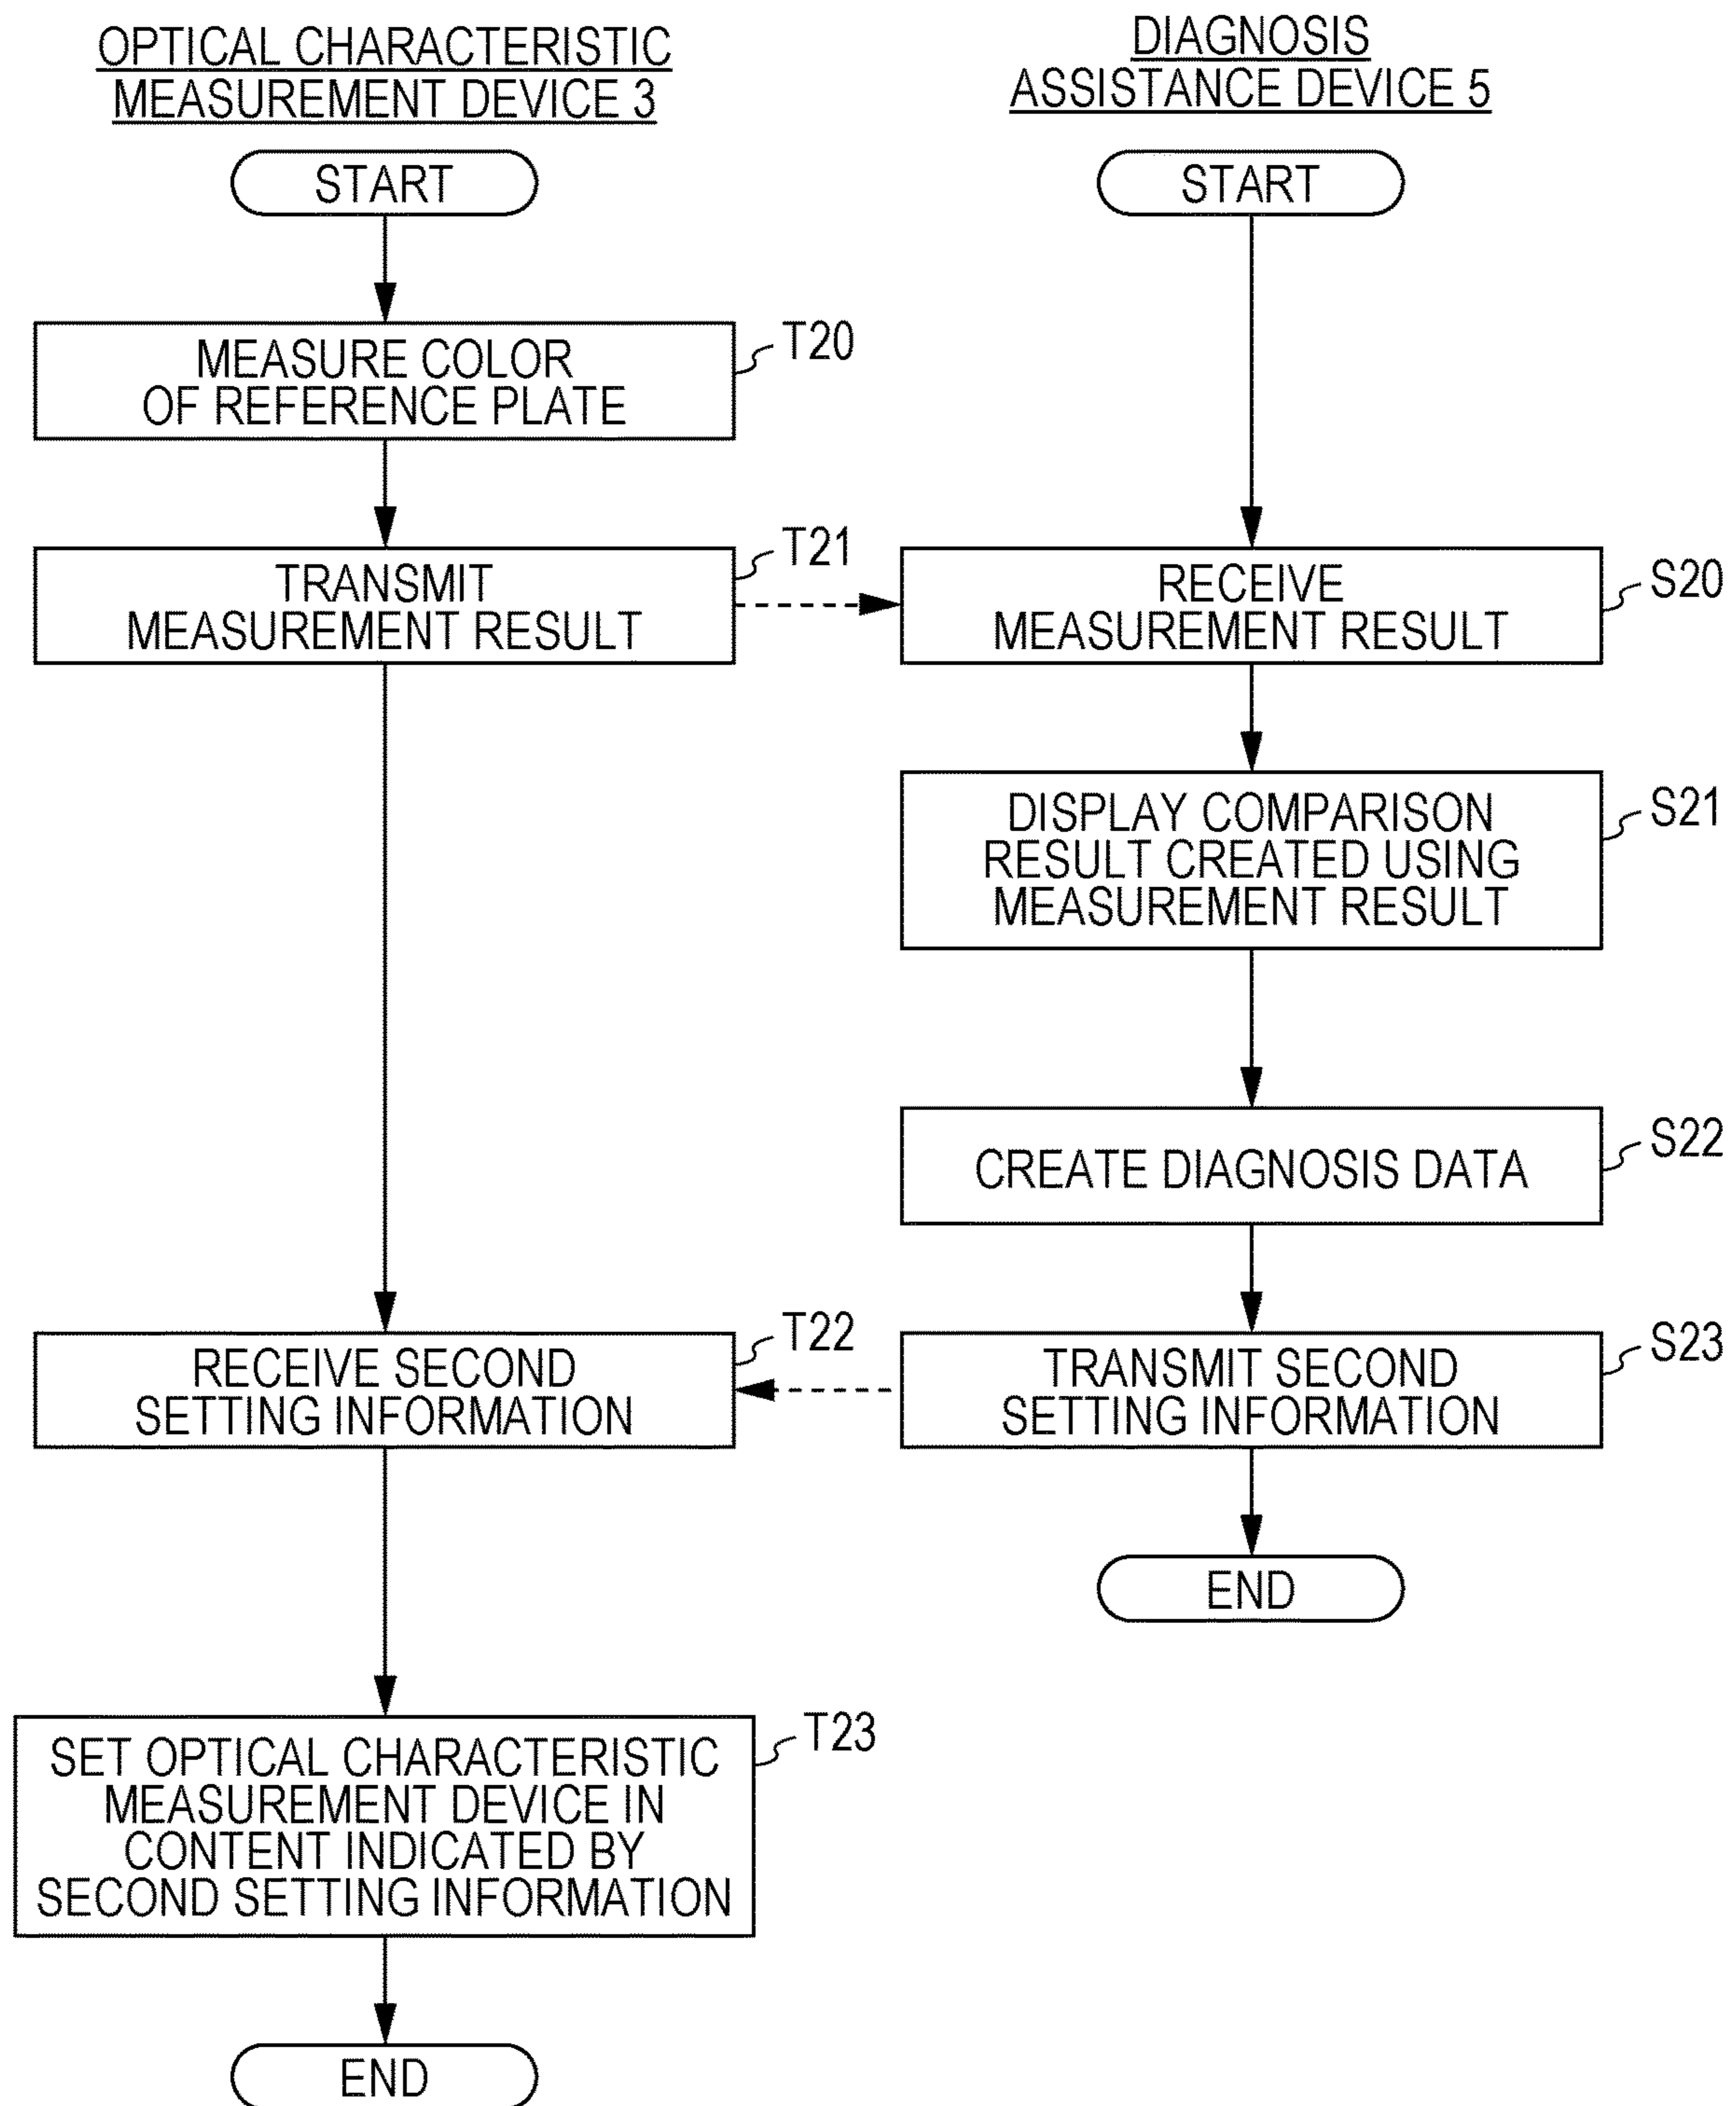 OPTICAL CHARACTERISTIC
MEASUREMENT DEVICE 3
START
MEASURE COLOR
OF REFERENCE PLATE
T20
TRANSMIT
MEASUREMENT RESULT
T21
RECEIVE SECOND
SETTING INFORMATION
T22
SET OPTICAL CHARACTERISTIC
MEASUREMENT DEVICE IN
CONTENT INDICATED BY
SECOND SETTING INFORMATION
T23
END
DIAGNOSIS
ASSISTANCE DEVICE 5
START
RECEIVE
MEASUREMENT RESULT
S20
DISPLAY COMPARISON
RESULT CREATED USING
MEASUREMENT RESULT
S21
CREATE DIAGNOSIS DATA
S22
TRANSMIT SECOND
SETTING INFORMATION
S23
END